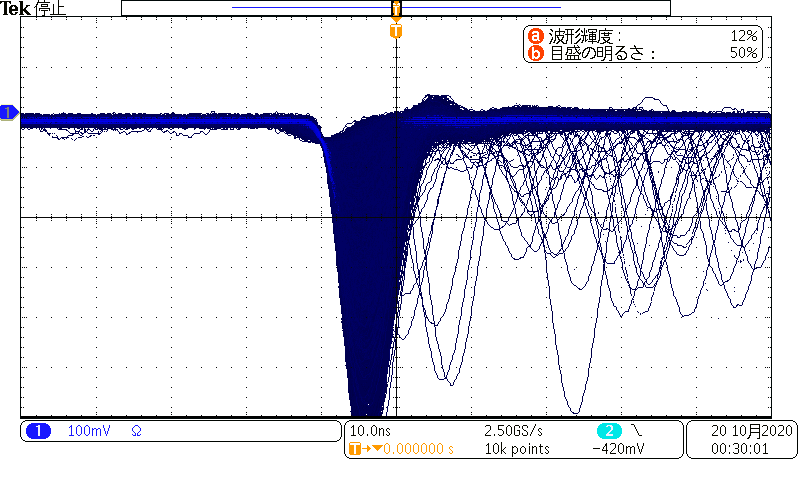 Tek 停止
T
T
a 波形輝度： 12%
b 目盛の明るさ： 50%
1
1 100mV Ω
10.0ns 2.50GS/s 2
T→▼0.000000 s 10k points -420mV
20 10月2020
00:30:01